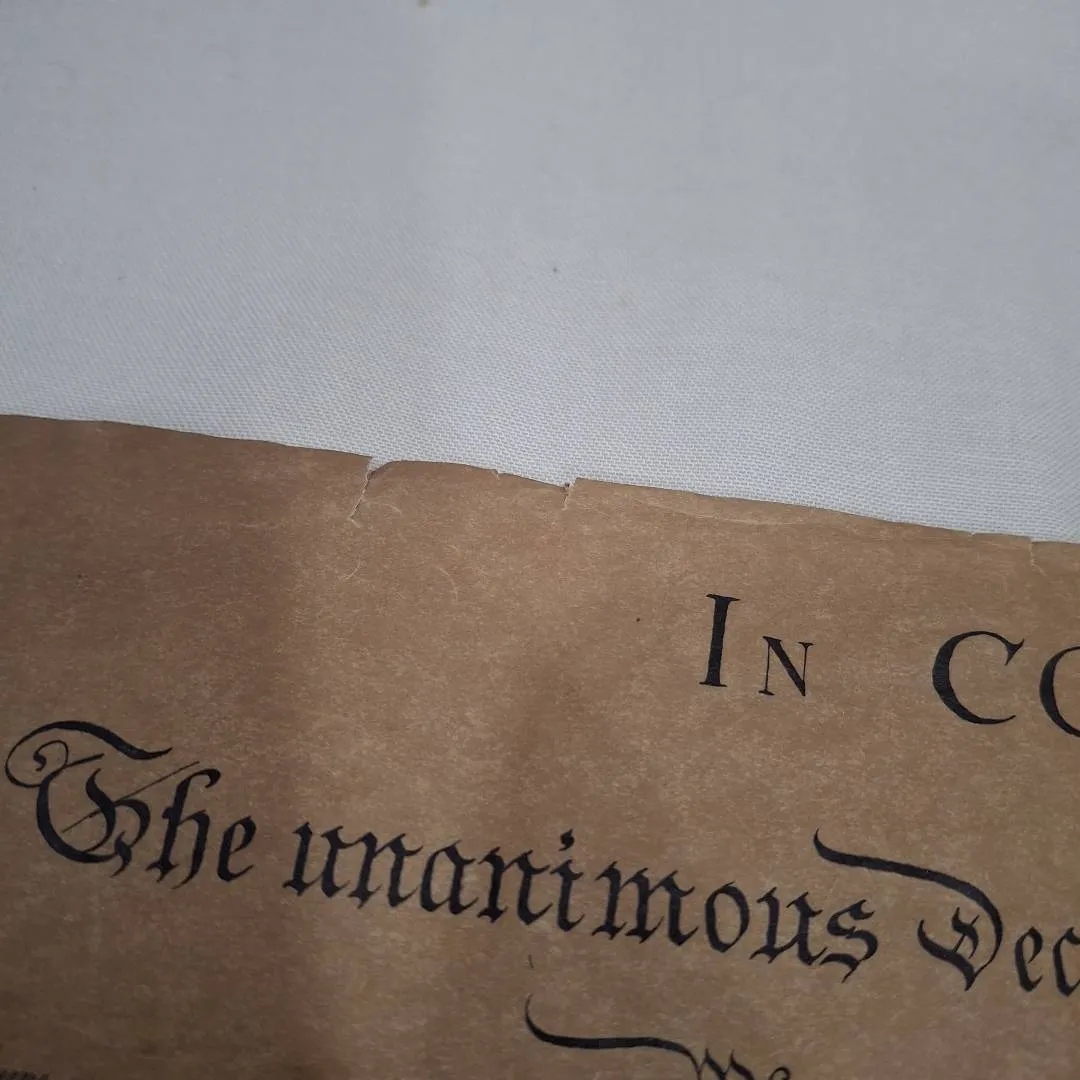 In CO
The unanimous Dec